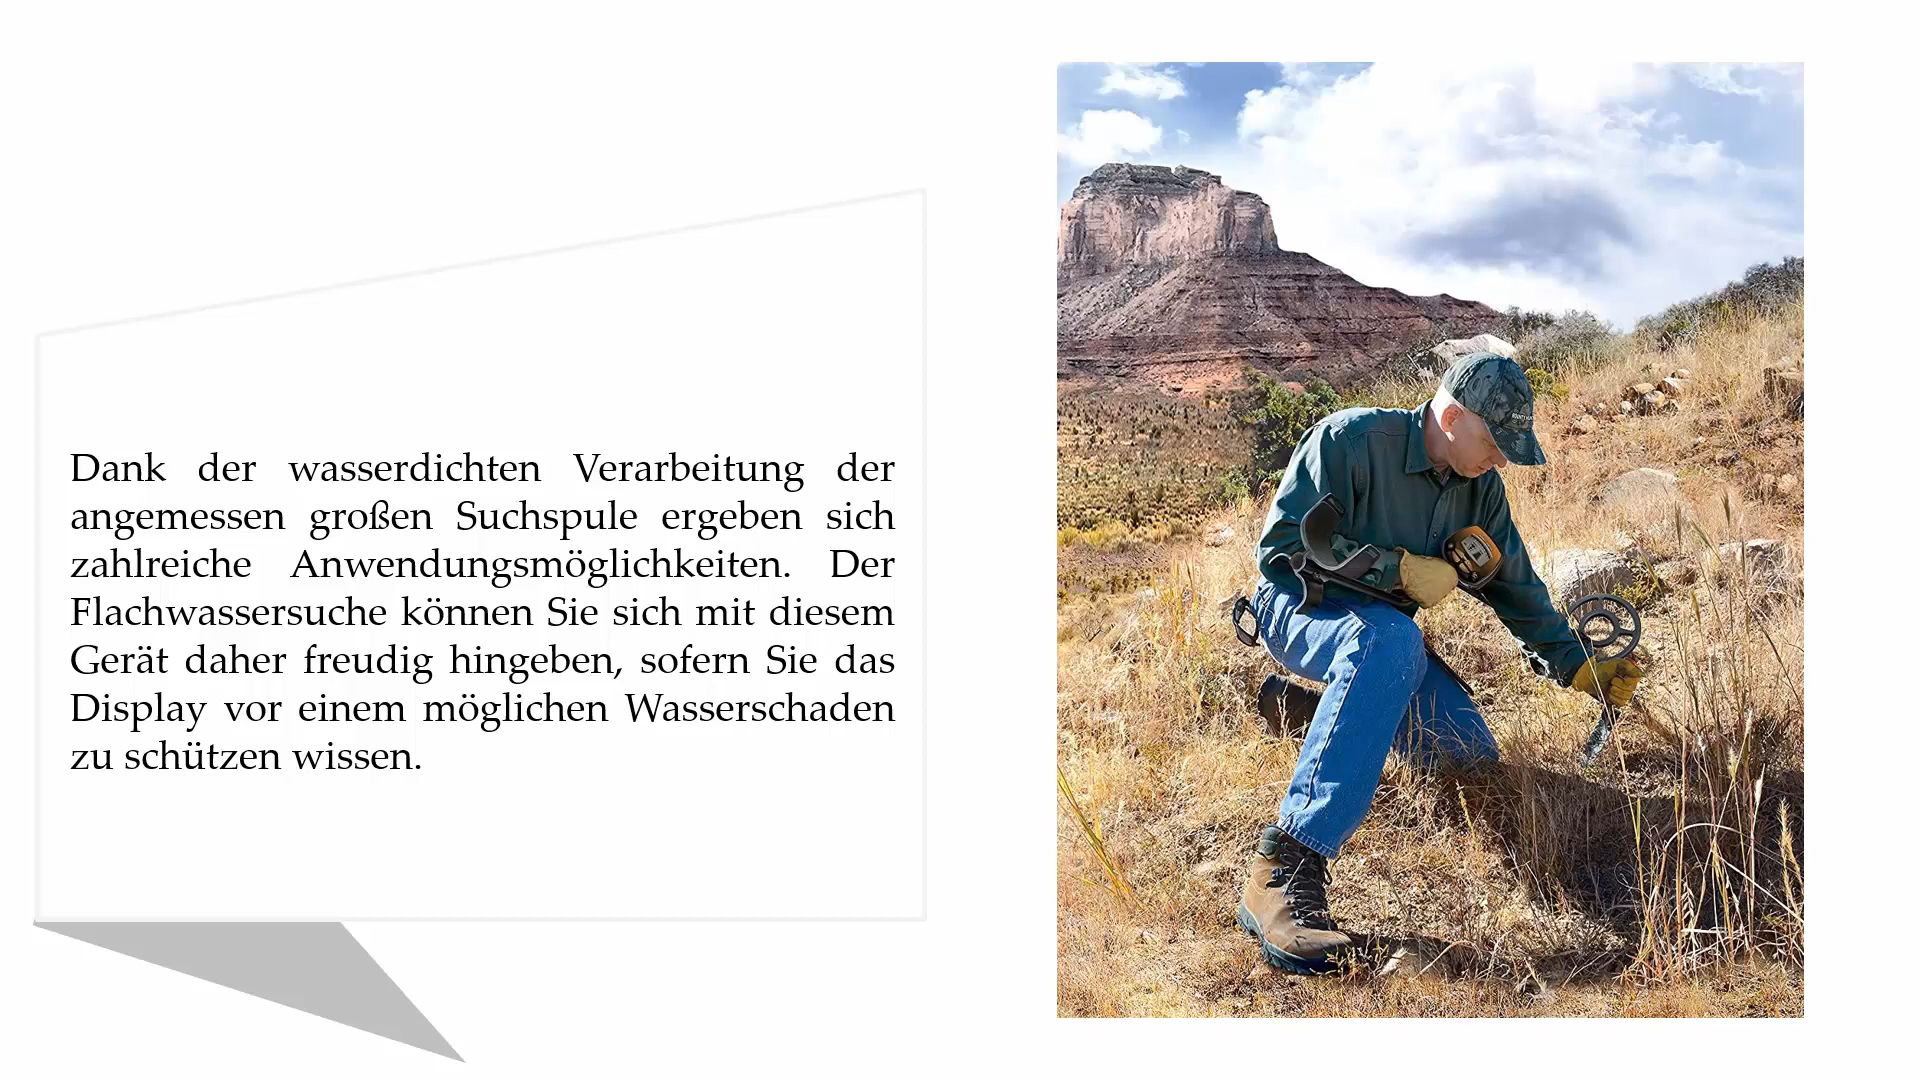 Dank der wasserdichten Verarbeitung der
angemessen großen Suchspule ergeben sich
zahlreiche Anwendungsmöglichkeiten. Der
Flachwassersuche können Sie sich mit diesem
Gerät daher freudig hingeben, sofern Sie das
Display vor einem möglichen Wasserschaden
zu schützen wissen.